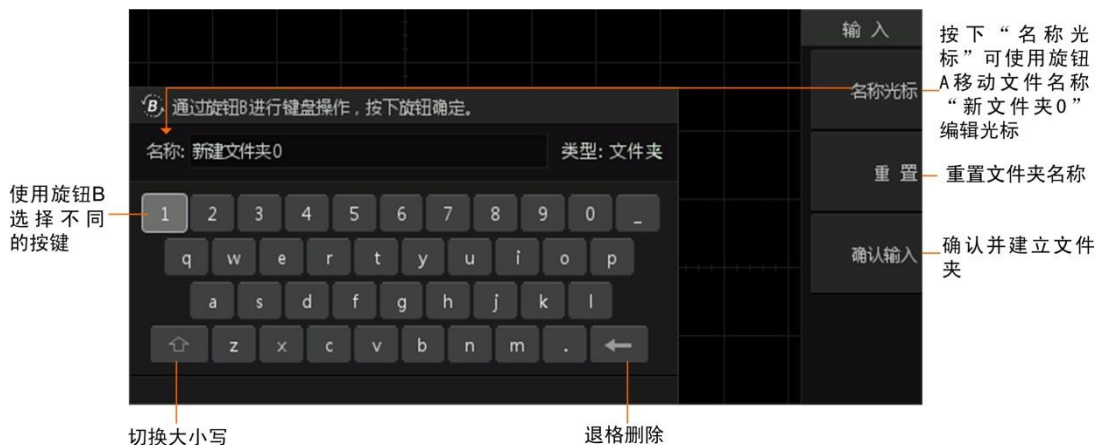 输 入
名称光标
重 置
确认输入
B 通过旋钮B进行键盘操作，按下旋钮确定。
名称: 新建文件夹0 类型: 文件夹
1 2 3 4 5 6 7 8 9 0 _
q w e r t y u i o p
a s d f g h j k l
z x c v b n m .
使用旋钮B
选择不同
的按键
切换大小写
退格删除
按下“名称光
标”可使用旋钮
A移动文件名称
“新文件夹0”
编辑光标
重置文件夹名称
确认并建立文件
夹